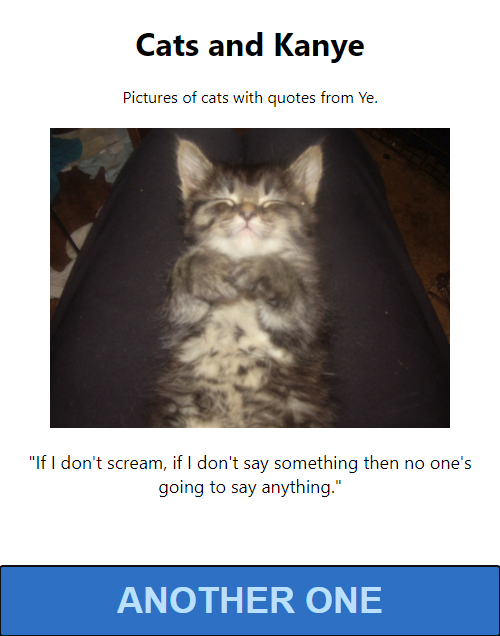 Cats and Kanye
Pictures of cats with quotes from Ye.
"If I don't scream, if I don't say something then no one's
going to say anything."
ANOTHER ONE